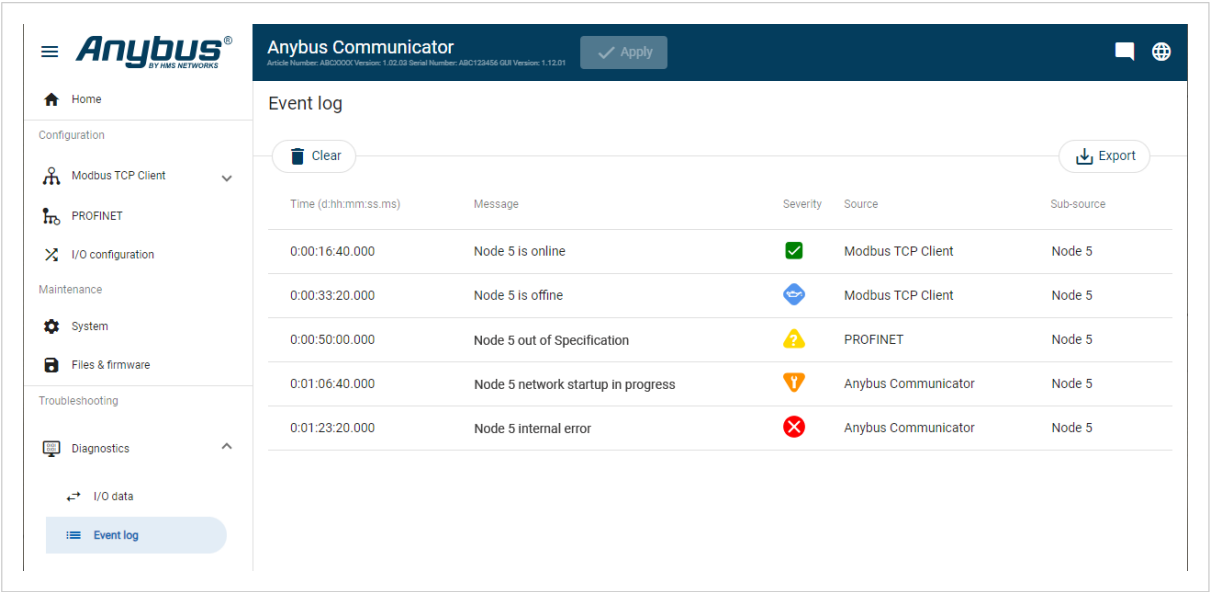 Anybus®
BY HMS NETWORKS
Anybus Communicator
Article Number: ABCXXXX Version: 1.02.03 Serial Number: ABC123456 GUI Version: 1.12.01
Apply
Home
Configuration
Modbus TCP Client
PROFINET
I/O configuration
Maintenance
System
Files & firmware
Troubleshooting
Diagnostics
I/O data
Event log
Event log
Clear
Export
Time (d:hh:mm:ss.ms) Message Severity Source Sub-source
0:00:16:40.000 Node 5 is online Modbus TCP Client Node 5
0:00:33:20.000 Node 5 is offine Modbus TCP Client Node 5
0:00:50:00.000 Node 5 out of Specification ? PROFINET Node 5
0:01:06:40.000 Node 5 network startup in progress Anybus Communicator Node 5
0:01:23:20.000 Node 5 internal error Anybus Communicator Node 5